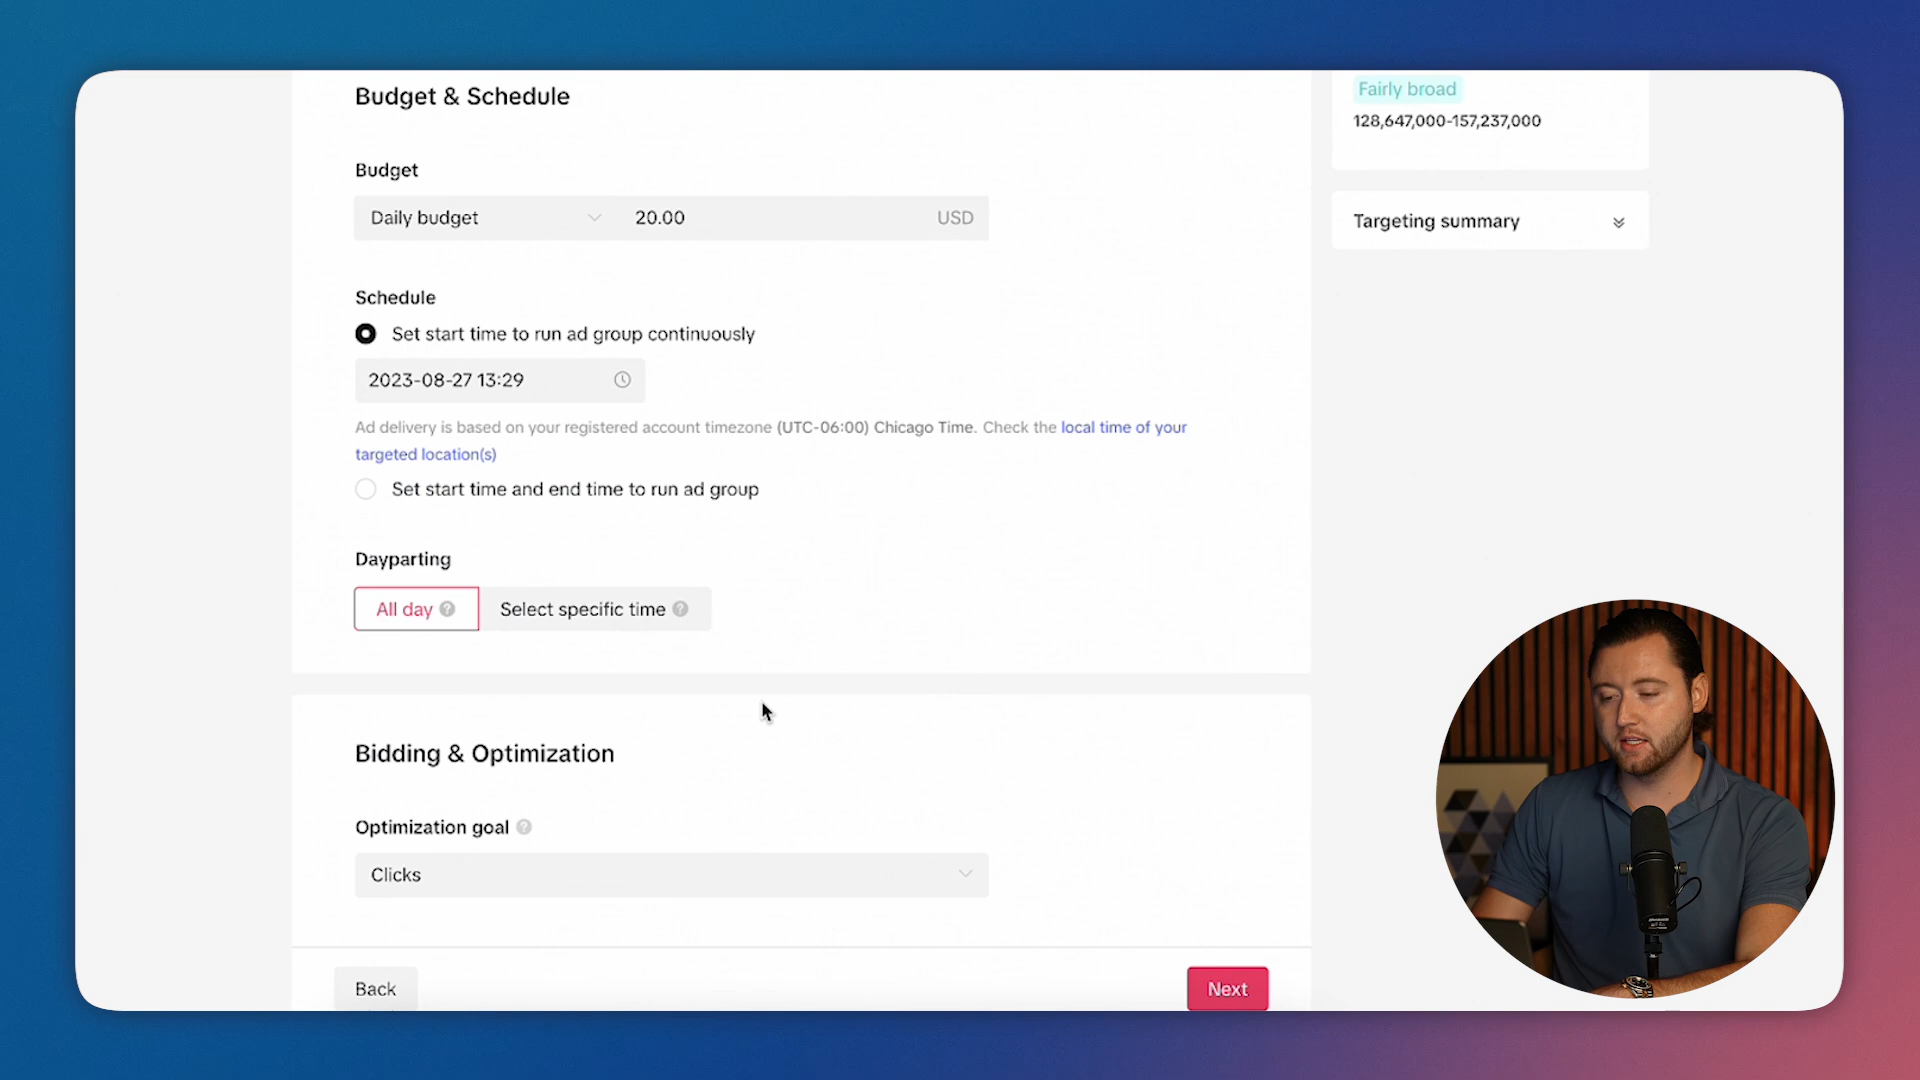 Budget & Schedule
Budget
Daily budget
20.00
USD
Schedule
Set start time to run ad group continuously
2023-08-27 13:29
Ad delivery is based on your registered account timezone (UTC-06:00) Chicago Time. Check the local time of your
targeted location(s)
Set start time and end time to run ad group
Dayparting
All day ?
Select specific time ?
Bidding & Optimization
Optimization goal ?
Clicks
Back
Next
Fairly broad
128,647,000-157,237,000
Targeting summary